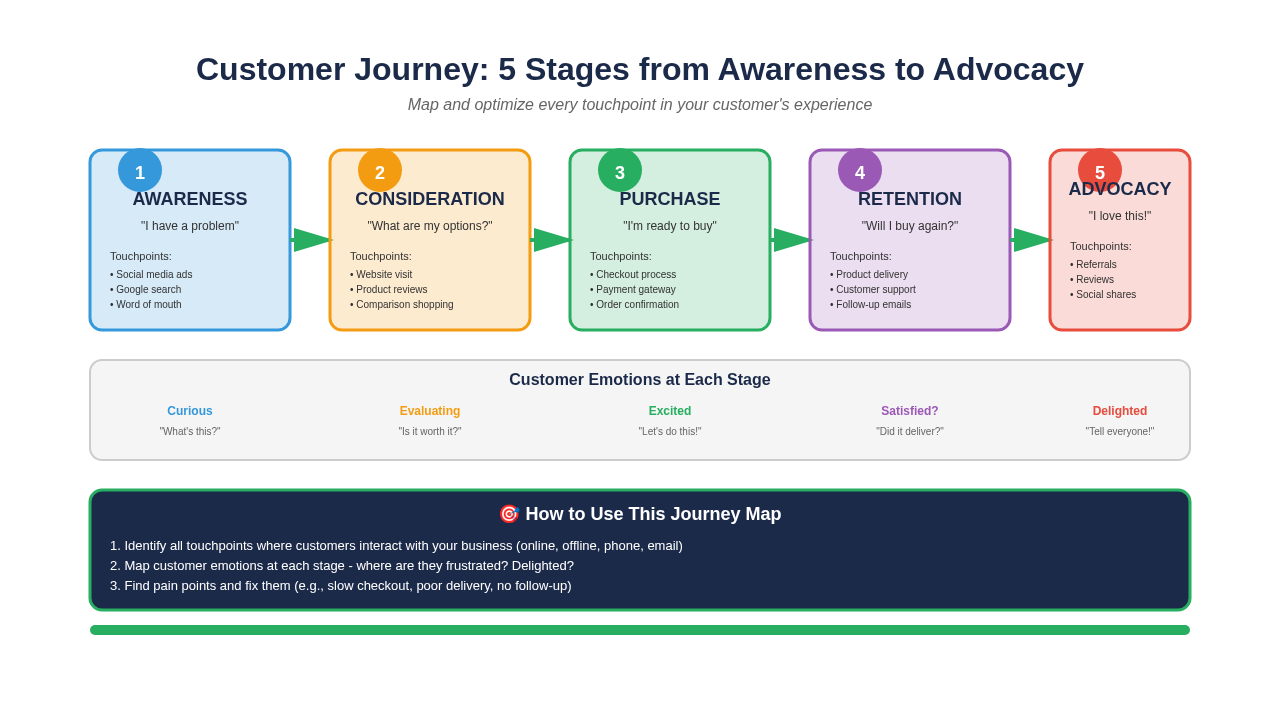 Customer Journey: 5 Stages from Awareness to Advocacy
Map and optimize every touchpoint in your customer's experience
1
AWARENESS
"I have a problem"
Touchpoints:
• Social media ads
• Google search
• Word of mouth
2
CONSIDERATION
"What are my options?"
Touchpoints:
• Website visit
• Product reviews
• Comparison shopping
3
PURCHASE
"I'm ready to buy"
Touchpoints:
• Checkout process
• Payment gateway
• Order confirmation
4
RETENTION
"Will I buy again?"
Touchpoints:
• Product delivery
• Customer support
• Follow-up emails
5
ADVOCACY
"I love this!"
Touchpoints:
• Referrals
• Reviews
• Social shares
Customer Emotions at Each Stage
Curious
"What's this?"
Evaluating
"Is it worth it?"
Excited
"Let's do this!"
Satisfied?
"Did it deliver?"
Delighted
"Tell everyone!"
🎯 How to Use This Journey Map
1. Identify all touchpoints where customers interact with your business (online, offline, phone, email)
2. Map customer emotions at each stage - where are they frustrated? Delighted?
3. Find pain points and fix them (e.g., slow checkout, poor delivery, no follow-up)